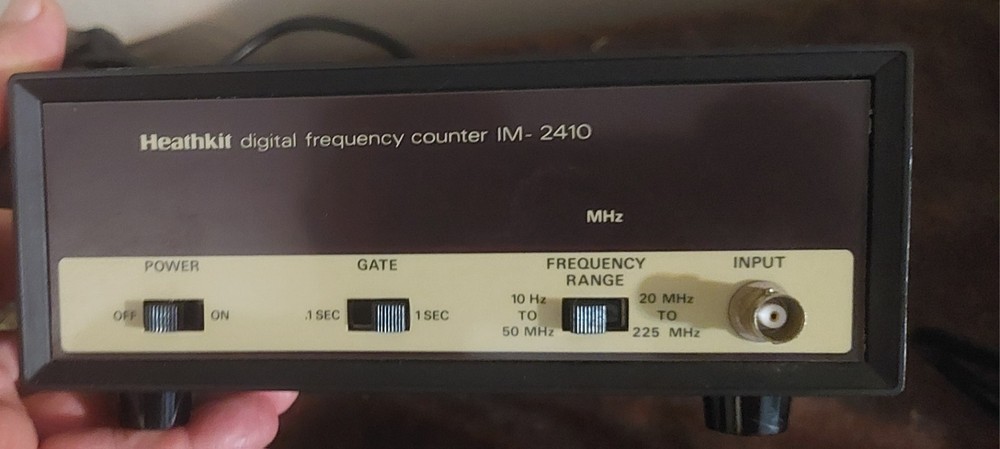 Heathkit digital frequency counter IM- 2410
MHz
POWER
OFF
ON
GATE
.1 SEC
1 SEC
FREQUENCY
RANGE
10 Hz
TO
50 MHz
20 MHz
TO
225 MHz
INPUT